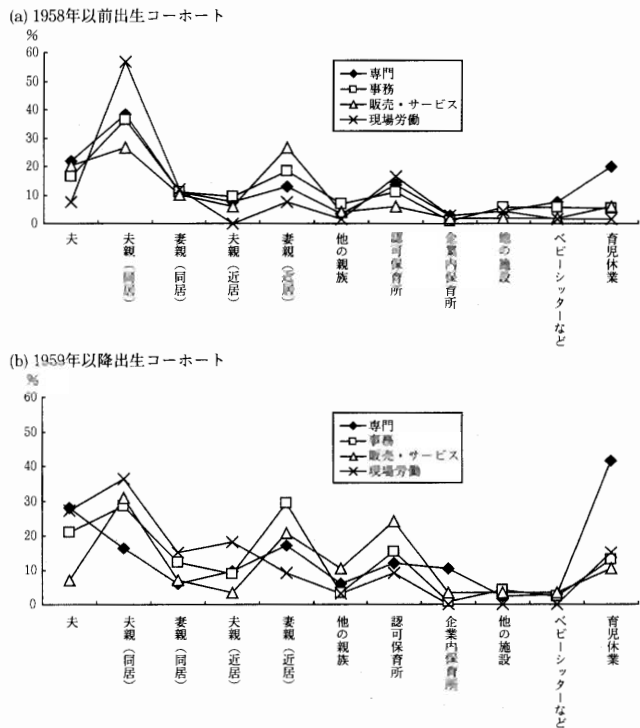 (a) 1958年以前出生コーホート
%
60
50
40
30
20
10
0
専門
事務
販売・サービス
現場労働
夫
夫親（同居）
妻親（同居）
夫親（近居）
妻親（近居）
他の親族
認可保育所
企業内保育所
他の施設
ベビーシッターなど
育児休業
(b) 1959年以降出生コーホート
%
60
50
40
30
20
10
0
専門
事務
販売・サービス
現場労働
夫
夫親（同居）
妻親（同居）
夫親（近居）
妻親（近居）
他の親族
認可保育所
企業内保育所
他の施設
ベビーシッターなど
育児休業